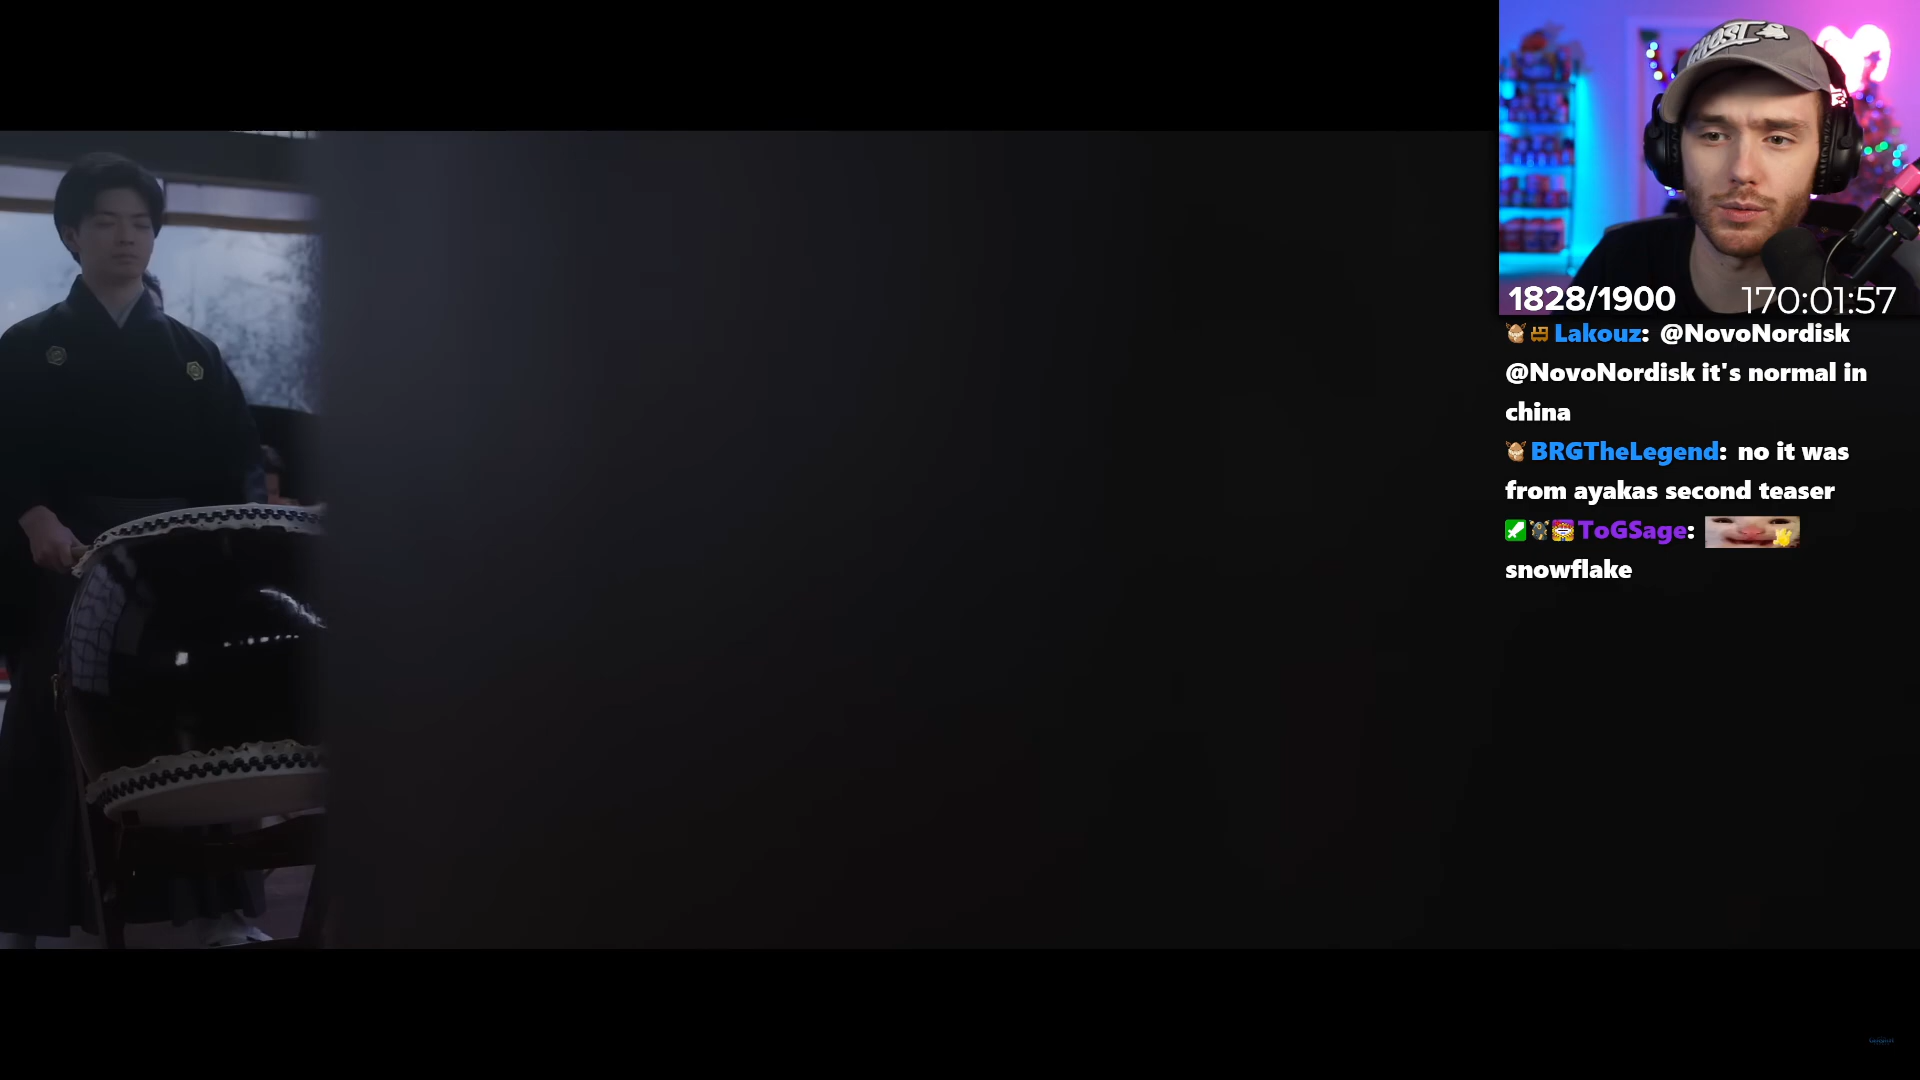 GHOST
1828/1900 170:01:57
Lakouz: @NovoNordisk
@NovoNordisk it's normal in
china
BRGTheLegend: no it was
from ayakas second teaser
ToGSage:
snowflake